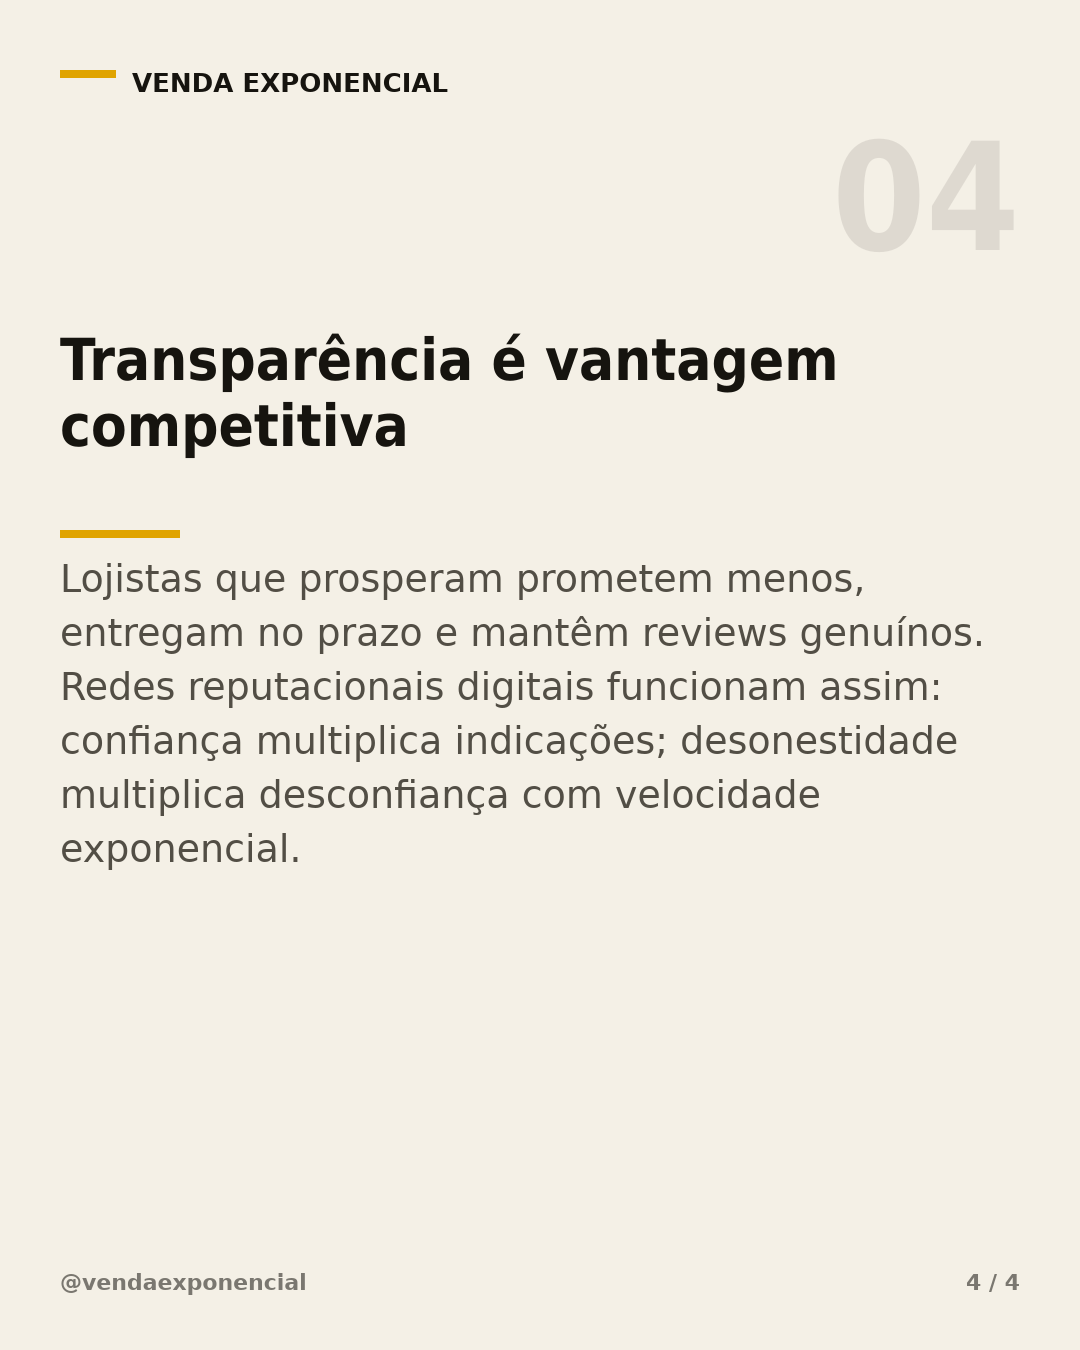 VENDA EXPONENCIAL
04
Transparência é vantagem
competitiva
Lojistas que prosperam prometem menos,
entregam no prazo e mantêm reviews genuínos.
Redes reputacionais digitais funcionam assim:
confiança multiplica indicações; desonestidade
multiplica desconfiança com velocidade
exponencial.
@vendaexponencial
4 / 4